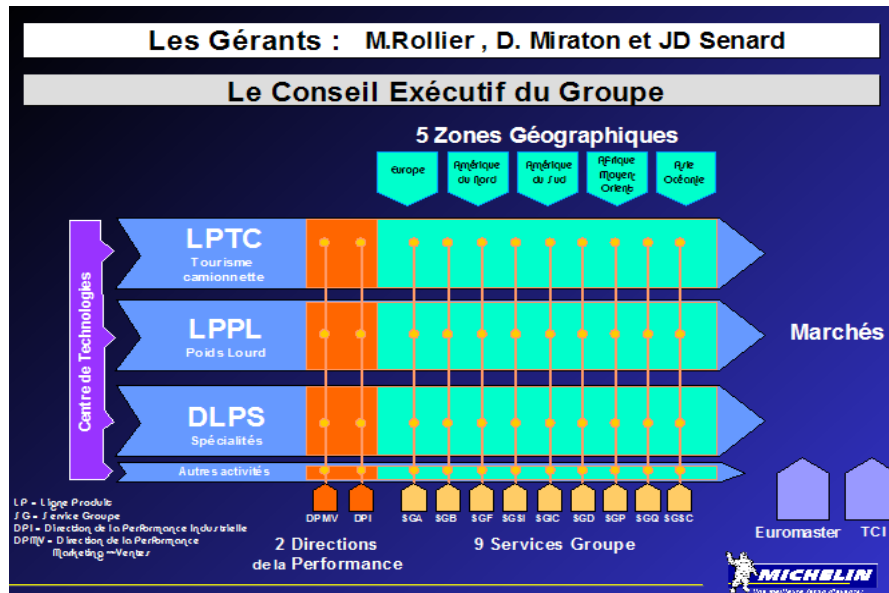 Les Gérants : M.Rollier , D. Miraton et JD Senard
Le Conseil Exécutif du Groupe
5 Zones Géographiques
Europe
Amérique
du Nord
Amérique
du Sud
Afrique
Moyen
Orient
Asie
Océanie
Centre de Technologies
LPTC
Tourisme
camionnette
LPPL
Poids Lourd
Marchés
DLPS
Spécialités
Autres activités
LP = Ligne Produit
SG = Service Groupe
DPI = Direction de la Performance Industrielle
DPMV = Direction de la Performance
Marketing – Ventes
DPMV DPI SGA SGB SGF SGSI SGIC SGD SGP SGQ SGSC
2 Directions
de la Performance
9 Services Groupe
Euromaster TCI
MICHELIN